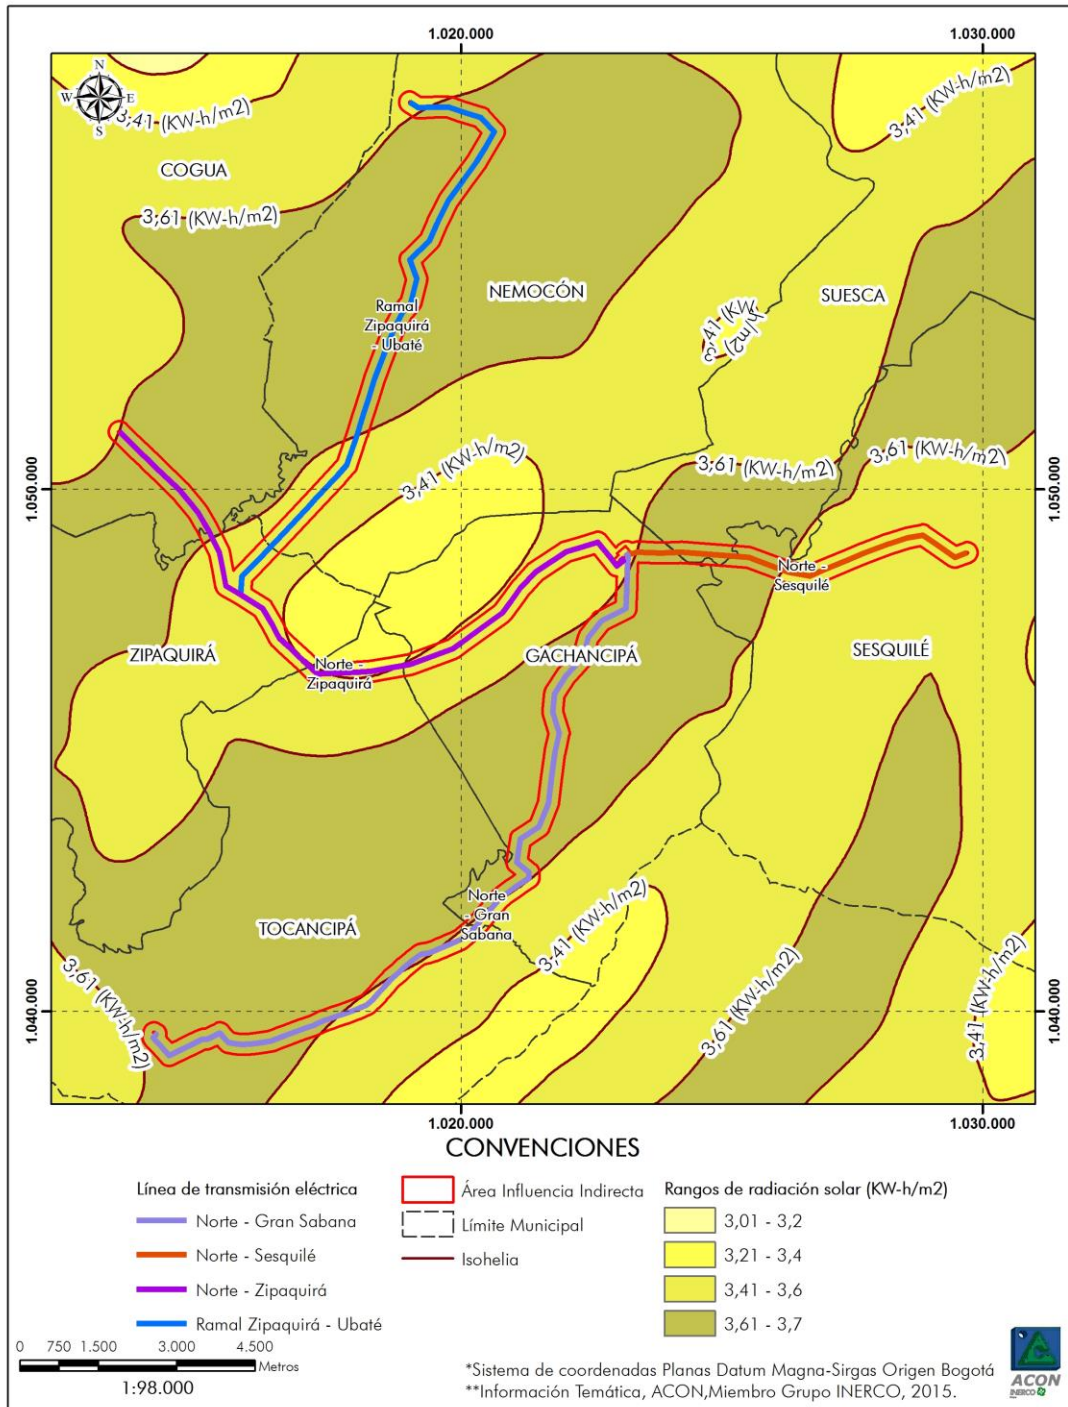 1.020.000
1.030.000
N
W
E
S
3,41 (KW-h/m2)
3,41 (KW-h/m2)
COGUA
3,61 (KW-h/m2)
NEMOCÓN
SUESCA
Ramal
Zipaquirá
- Ubaté
3,41 (KW-
h/m2)
3,41 (KW-h/m2)
3,61 (KW-h/m2)
3,61 (KW-h/m2)
1.050.000
1.050.000
Norte -
Sesquilé
ZIPAQUIRÁ
Norte -
Zipaquirá
GACHANCIPÁ
SESQUILÉ
Norte
- Gran
Sabana
TOCANCIPÁ
3,41 (KW-h/m2)
3,61 (KW-h/m2)
3,61 (KW-h/m2)
3,41 (KW-h/m2)
1.040.000
1.040.000
1.020.000
1.030.000
CONVENCIONES
Línea de transmisión eléctrica
Norte - Gran Sabana
Norte - Sesquilé
Norte - Zipaquirá
Ramal Zipaquirá - Ubaté
Área Influencia Indirecta
Límite Municipal
Isohelia
Rangos de radiación solar (KW-h/m2)
3,01 - 3,2
3,21 - 3,4
3,41 - 3,6
3,61 - 3,7
0 750 1.500 3.000 4.500
Metros
1:98.000
*Sistema de coordenadas Planas Datum Magna-Sirgas Origen Bogotá
**Información Temática, ACON,Miembro Grupo INERCO, 2015.
ACON
INERCO